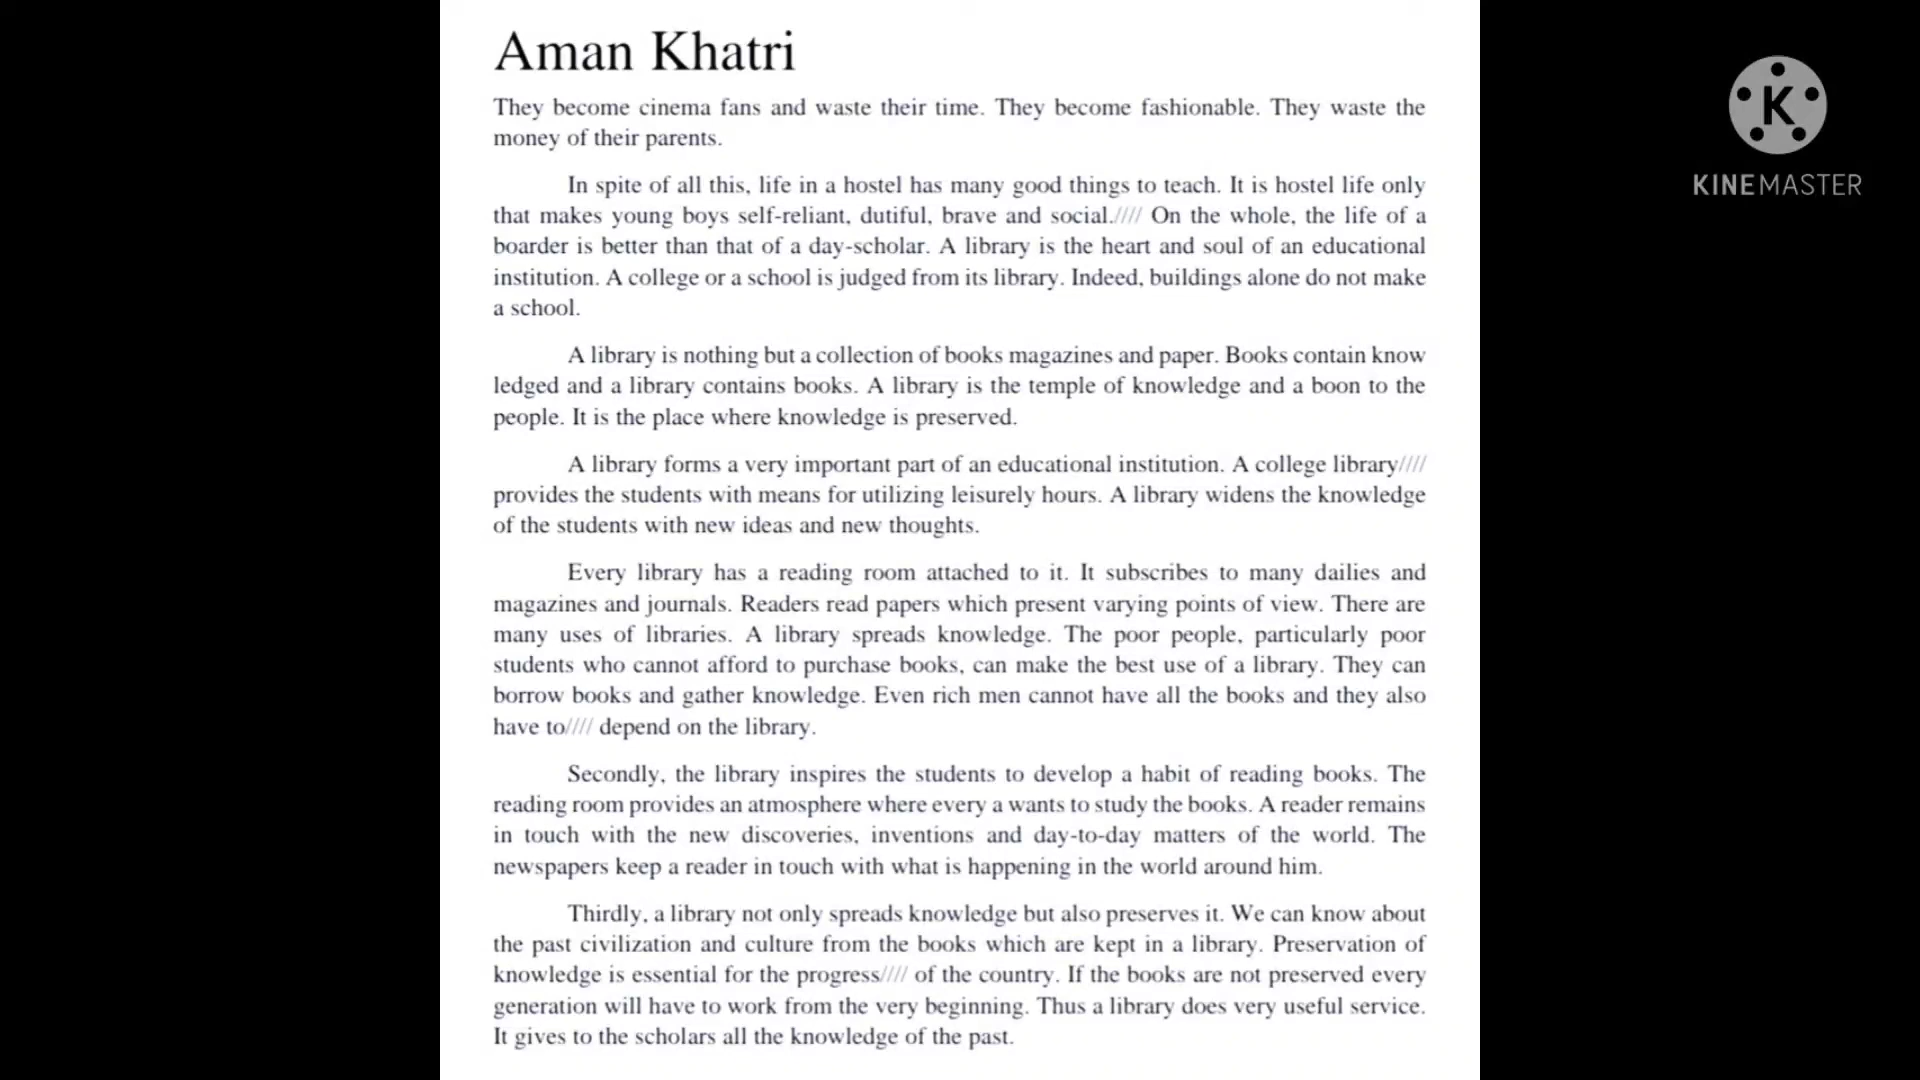 Aman Khatri
They become cinema fans and waste their time. They become fashionable. They waste the
money of their parents.
In spite of all this, life in a hostel has many good things to teach. It is hostel life only
that makes young boys self-reliant, dutiful, brave and social.//// On the whole, the life of a
boarder is better than that of a day-scholar. A library is the heart and soul of an educational
institution. A college or a school is judged from its library. Indeed, buildings alone do not make
a school.
A library is nothing but a collection of books magazines and paper. Books contain know
ledged and a library contains books. A library is the temple of knowledge and a boon to the
people. It is the place where knowledge is preserved.
A library forms a very important part of an educational institution. A college library////
provides the students with means for utilizing leisurely hours. A library widens the knowledge
of the students with new ideas and new thoughts.
Every library has a reading room attached to it. It subscribes to many dailies and
magazines and journals. Readers read papers which present varying points of view. There are
many uses of libraries. A library spreads knowledge. The poor people, particularly poor
students who cannot afford to purchase books, can make the best use of a library. They can
borrow books and gather knowledge. Even rich men cannot have all the books and they also
have to//// depend on the library.
Secondly, the library inspires the students to develop a habit of reading books. The
reading room provides an atmosphere where every a wants to study the books. A reader remains
in touch with the new discoveries, inventions and day-to-day matters of the world. The
newspapers keep a reader in touch with what is happening in the world around him.
Thirdly, a library not only spreads knowledge but also preserves it. We can know about
the past civilization and culture from the books which are kept in a library. Preservation of
knowledge is essential for the progress//// of the country. If the books are not preserved every
generation will have to work from the very beginning. Thus a library does very useful service.
It gives to the scholars all the knowledge of the past.
K
KINEMASTER